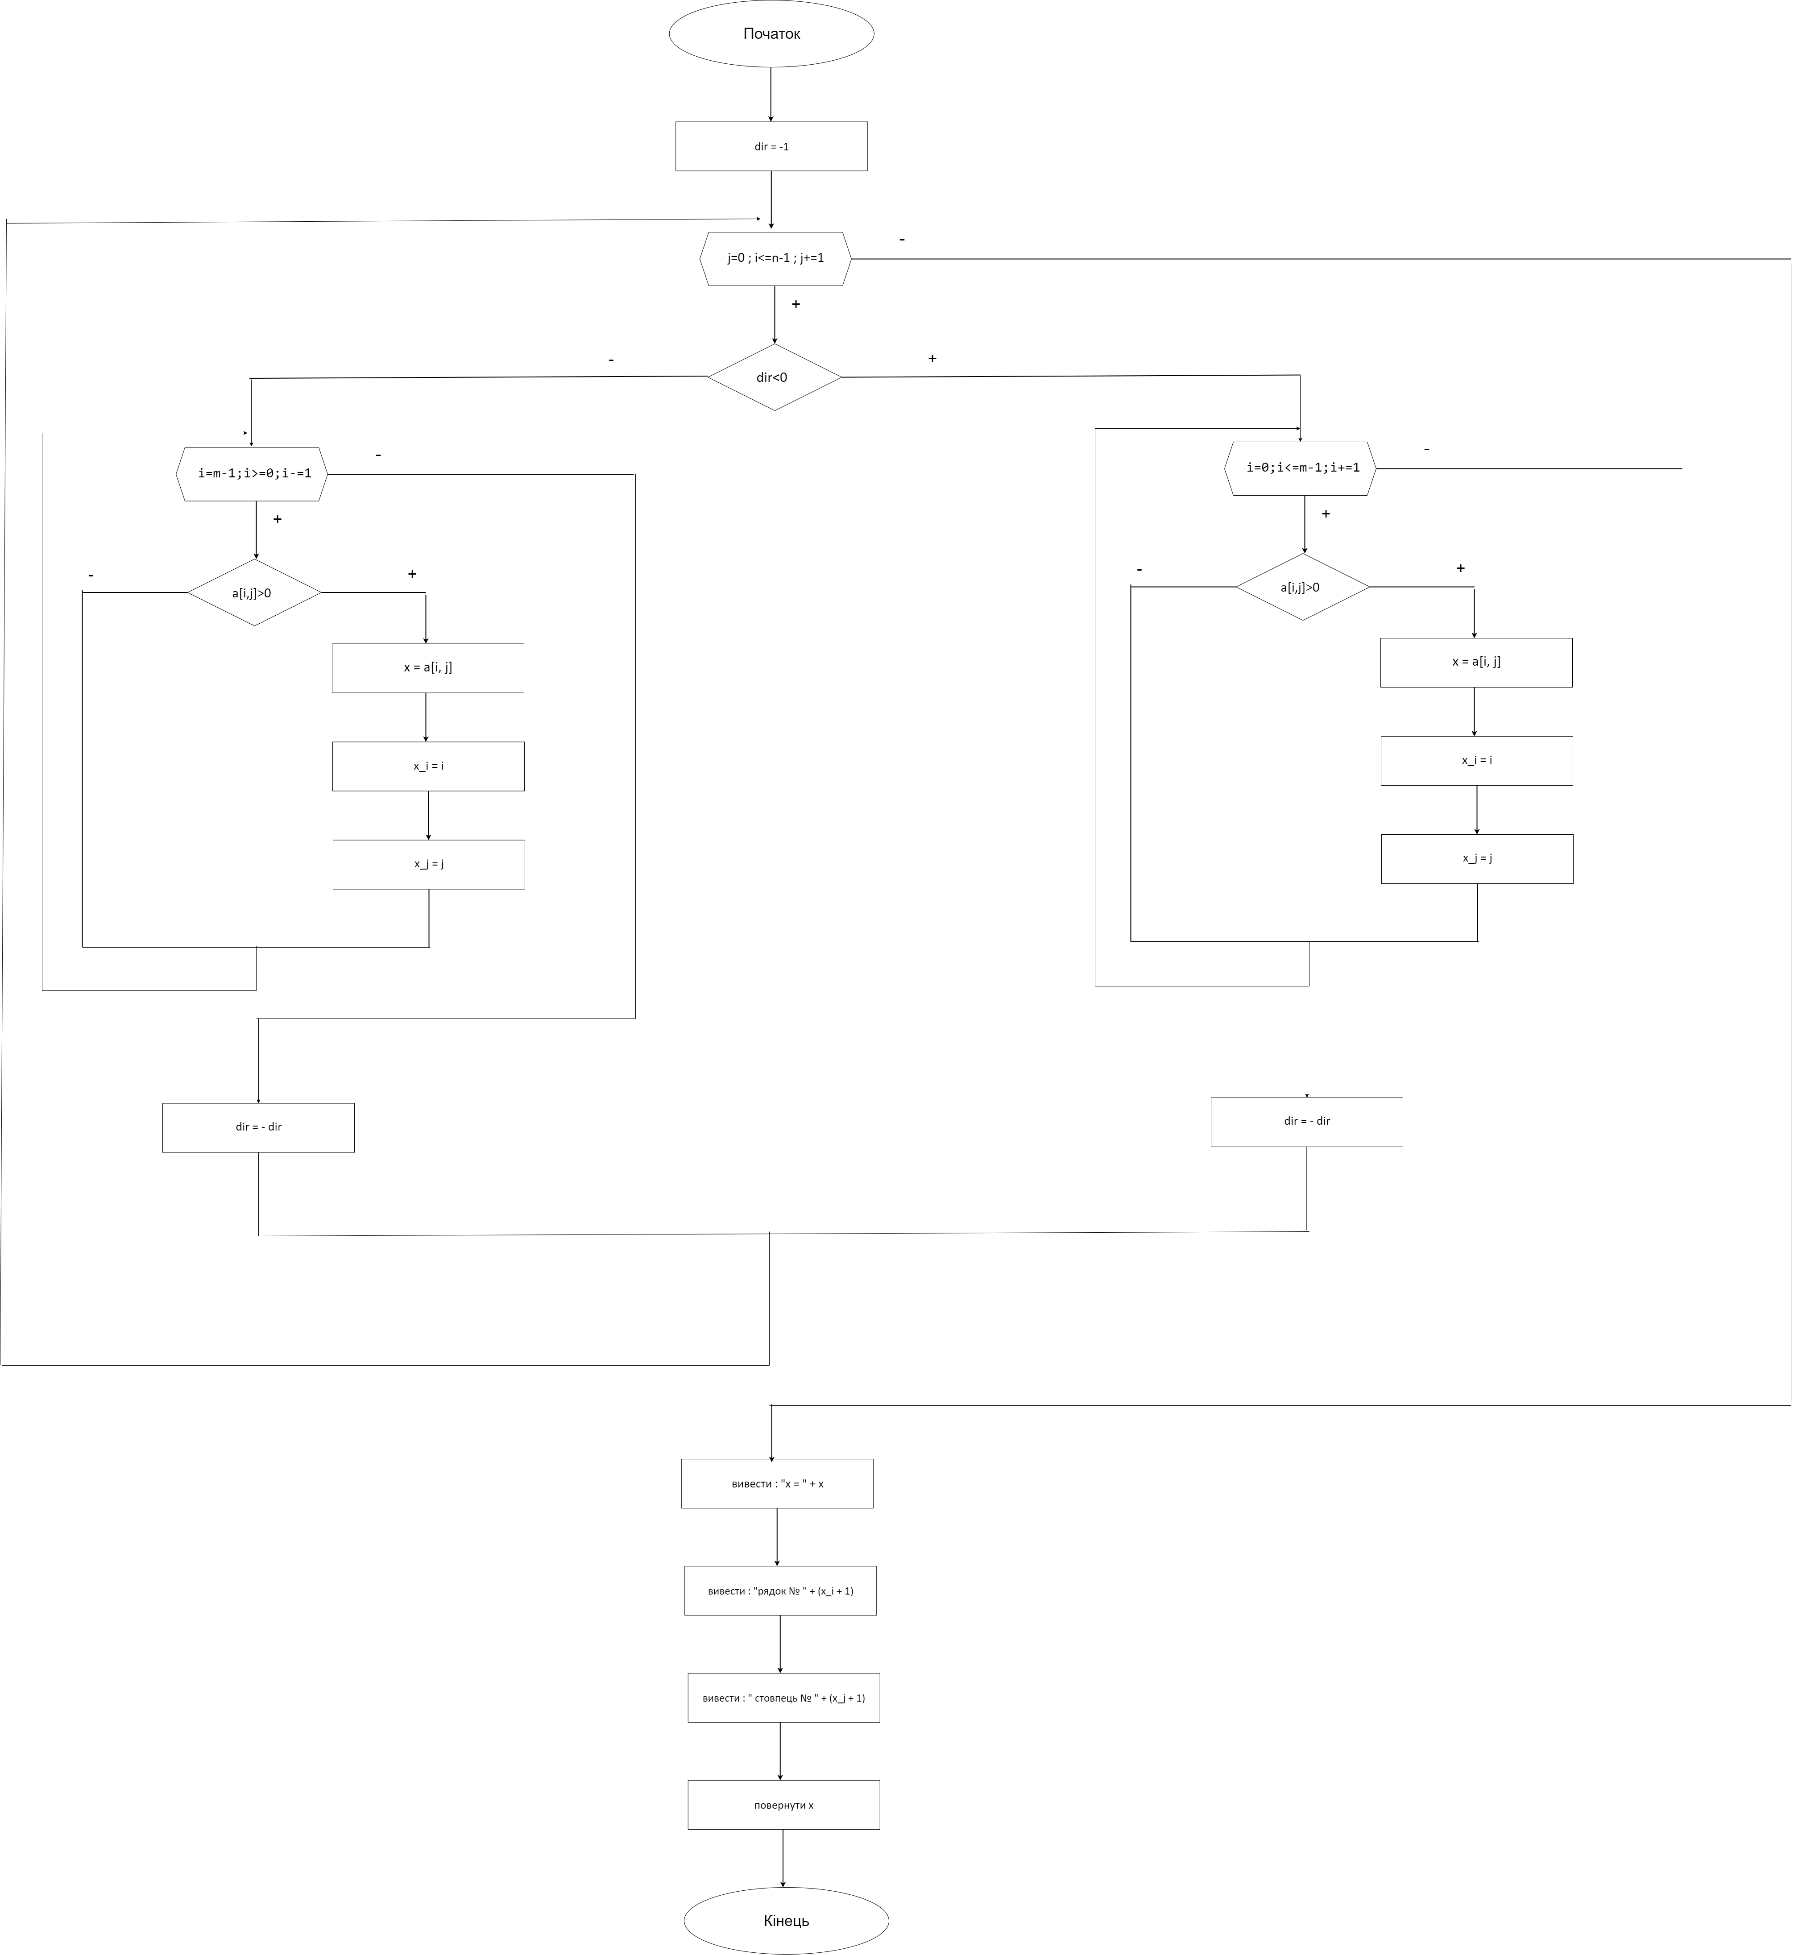 Початок
dir = -1
j=0 ; i<=n-1 ; j+=1
-
+
dir<0
-
+
i=m-1;i>=0;i-=1
-
+
a[i,j]>0
-
+
x = a[i, j]
x_i = i
x_j = j
dir = - dir
i=0;i<=m-1;i+=1
-
+
a[i,j]>0
-
+
x = a[i, j]
x_i = i
x_j = j
dir = - dir
вивести : "x = " + x
вивести : "рядок № " + (x_i + 1)
вивести : " стовпець № " + (x_j + 1)
повернути x
Кінець